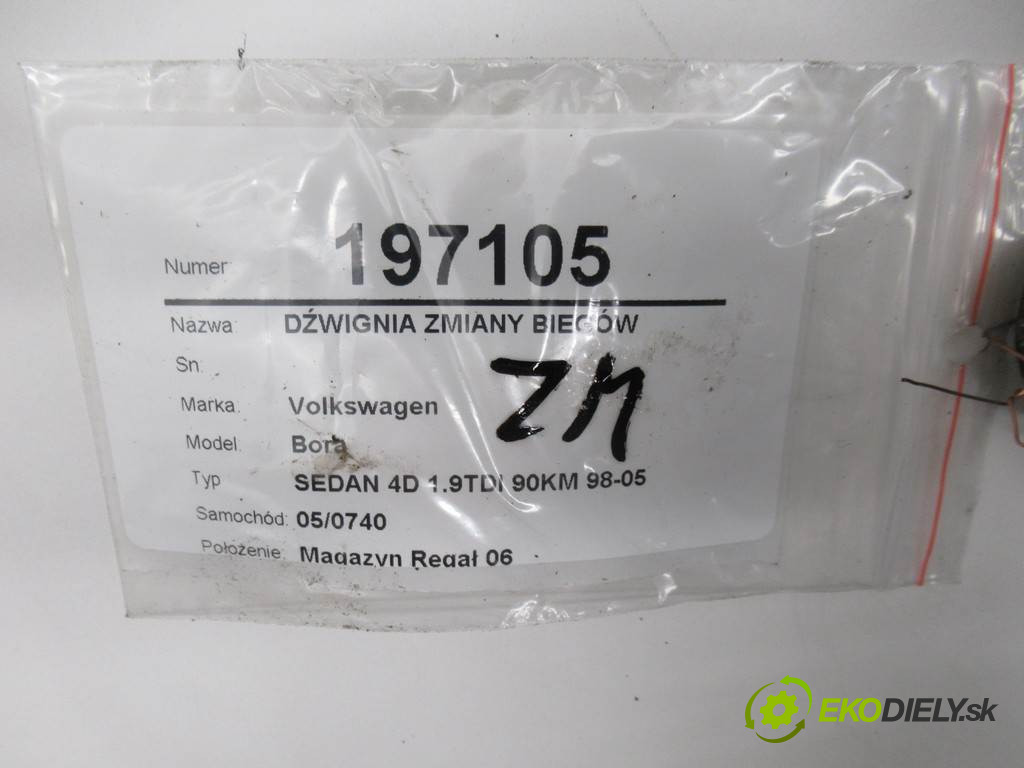 Numer: 197105
Nazwa: DŹWIGNIA ZMIANY BIEGÓW
Sn:
ZM
Marka: Volkswagen
Model: Bora
Typ SEDAN 4D 1.9TDI 90KM 98-05
Samochód: 05/0740
Położenie: Magazyn Regał 06
EKODIELY.sk